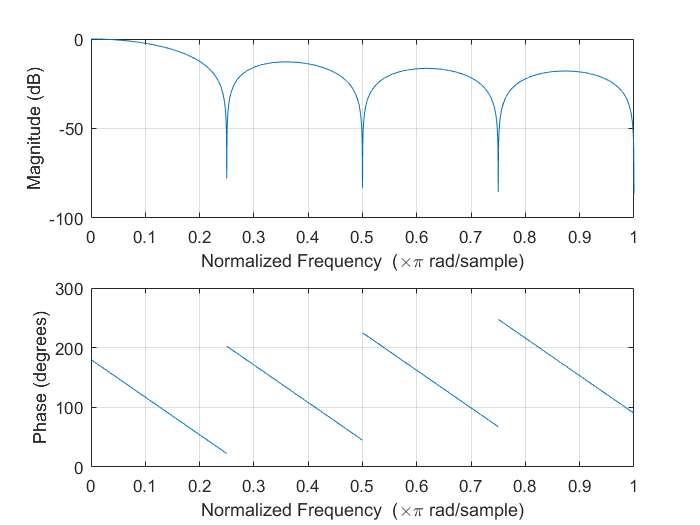 0
-50
-100
Magnitude (dB)
0 0.1 0.2 0.3 0.4 0.5 0.6 0.7 0.8 0.9 1
Normalized Frequency (×π rad/sample)
300
200
100
0
Phase (degrees)
0 0.1 0.2 0.3 0.4 0.5 0.6 0.7 0.8 0.9 1
Normalized Frequency (×π rad/sample)